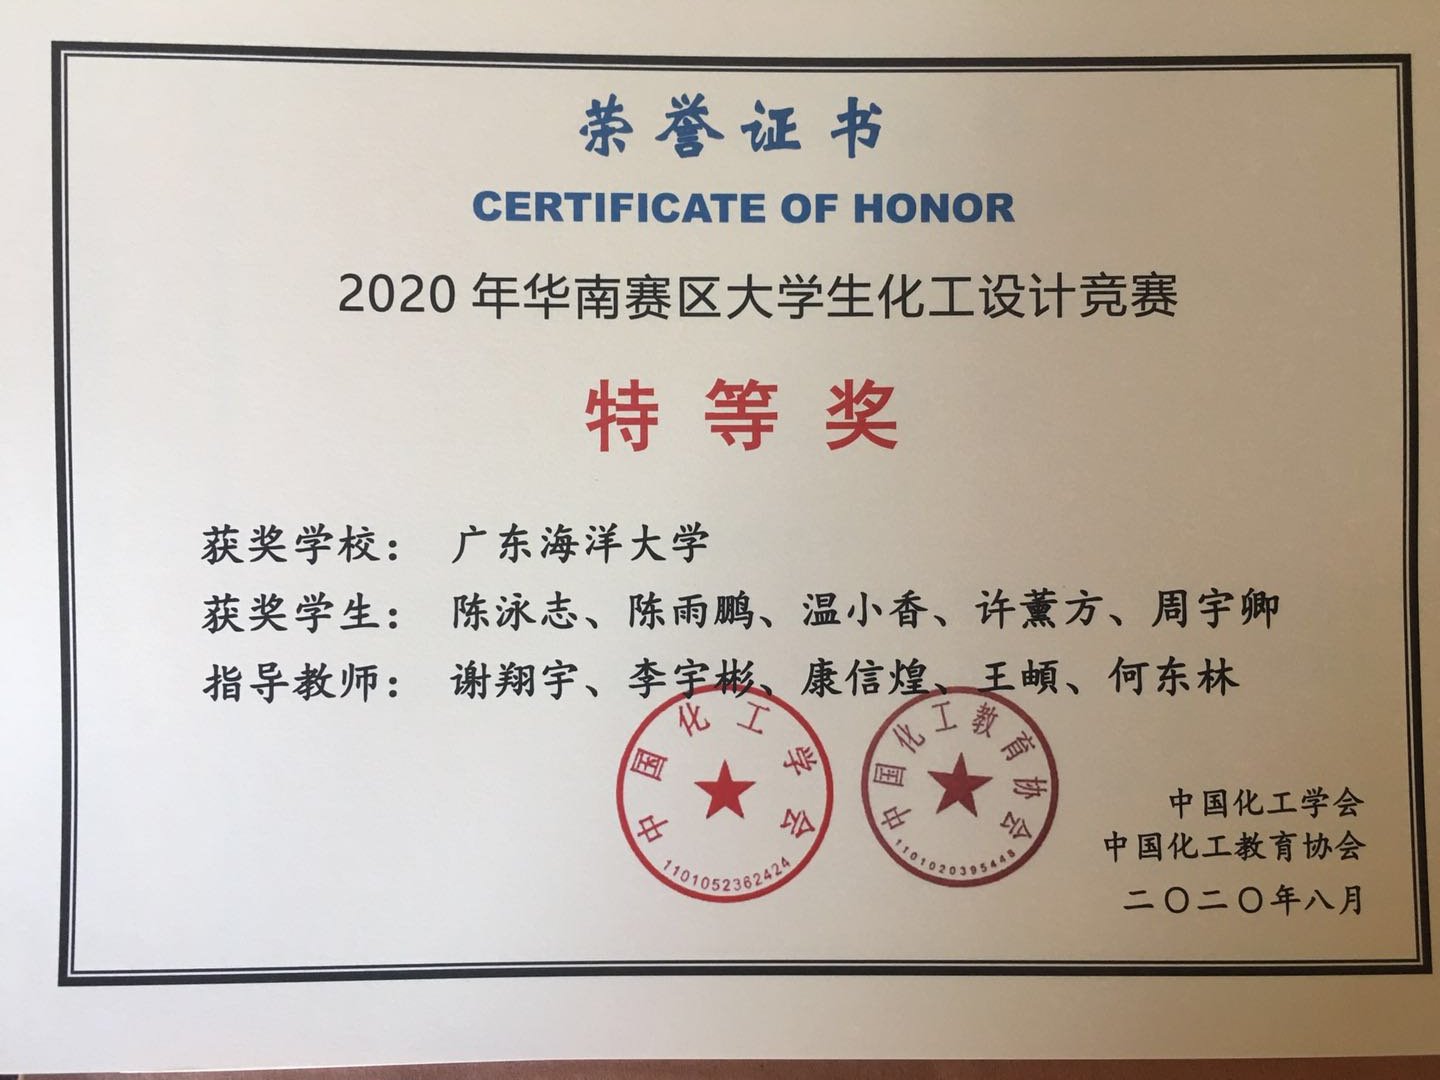 荣誉证书
CERTIFICATE OF HONOR
2020 年华南赛区大学生化工设计竞赛
特等奖
获奖学校： 广东海洋大学
获奖学生： 陈泳志、陈雨鹏、温小香、许薰方、周宇卿
指导教师： 谢翔宇、李宇彬、康信煌、王頔、何东林
中国化工学会
1101052362424
中国化工教育协会
1101020395448
中国化工学会
中国化工教育协会
二〇二〇年八月